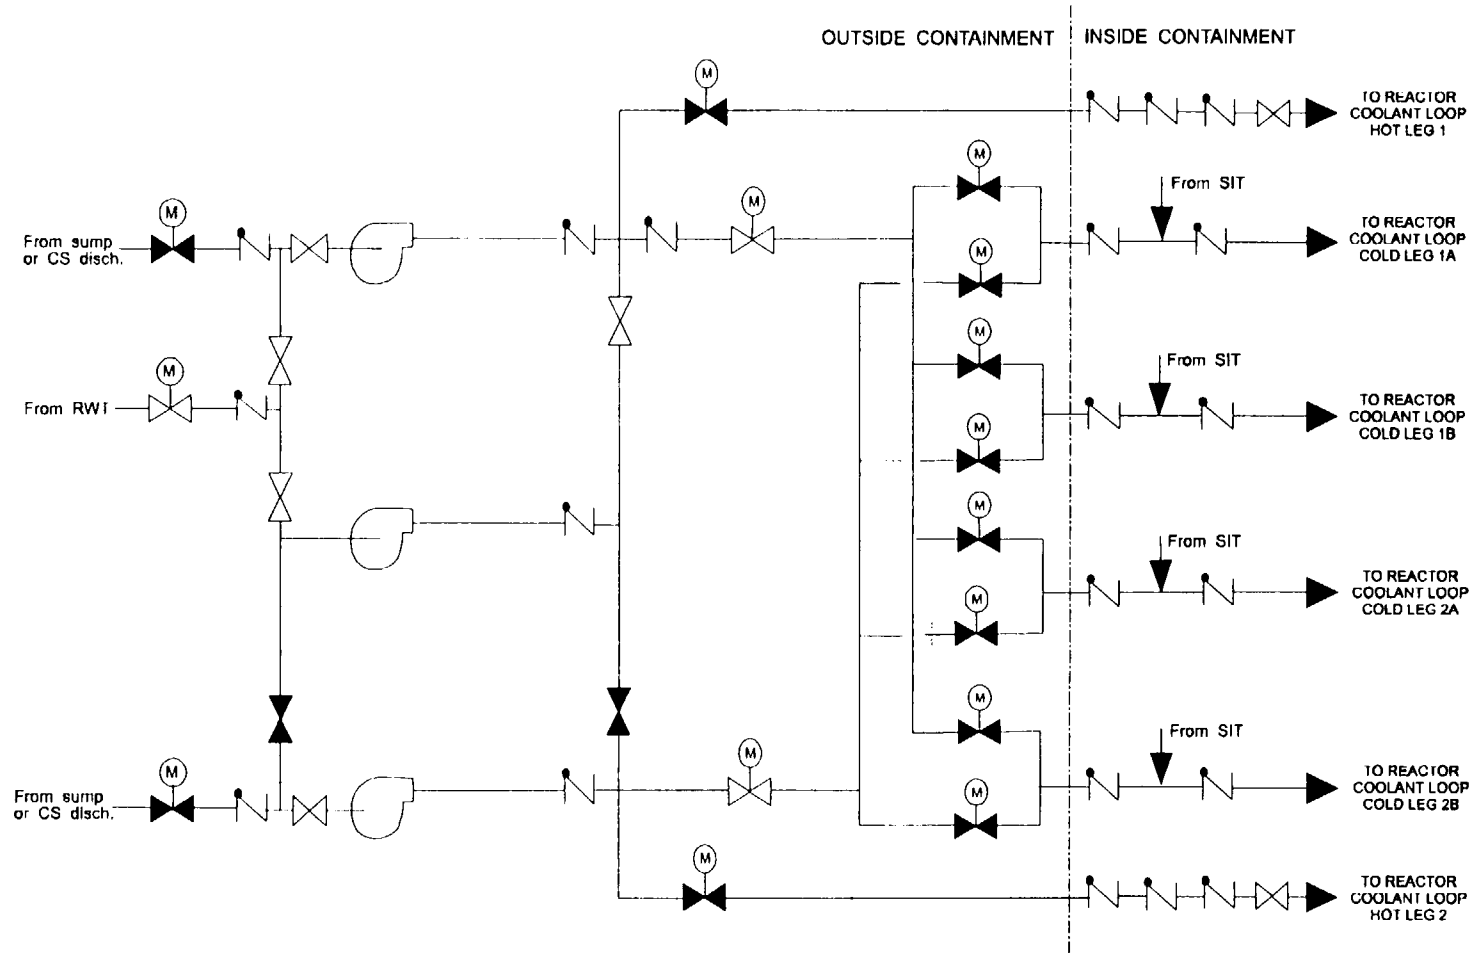 OUTSIDE CONTAINMENT
INSIDE CONTAINMENT
M
TO REACTOR
COOLANT LOOP
HOT LEG 1
M
From SIT
M
From sump
or CS disch.
M
TO REACTOR
COOLANT LOOP
COLD LEG 1A
M
M
From SIT
M
From RWT
TO REACTOR
COOLANT LOOP
COLD LEG 1B
M
M
From SIT
TO REACTOR
COOLANT LOOP
COLD LEG 2A
M
M
From SIT
M
From sump
or CS disch.
M
TO REACTOR
COOLANT LOOP
COLD LEG 2B
M
M
TO REACTOR
COOLANT LOOP
HOT LEG 2